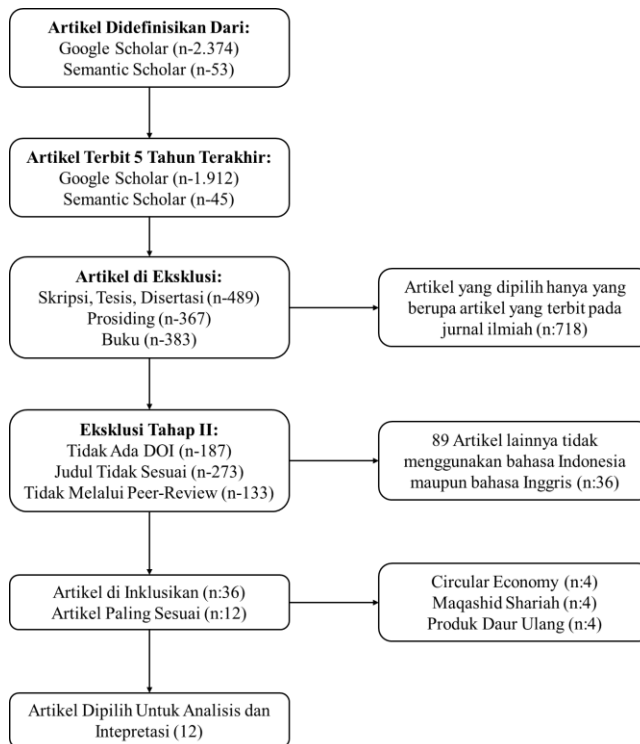 Artikel Didefinisikan Dari:
Google Scholar (n-2.374)
Semantic Scholar (n-53)
Artikel Terbit 5 Tahun Terakhir:
Google Scholar (n-1.912)
Semantic Scholar (n-45)
Artikel di Eksklusi:
Skripsi, Tesis, Disertasi (n-489)
Prosiding (n-367)
Buku (n-383)
Artikel yang dipilih hanya yang
berupa artikel yang terbit pada
jurnal ilmiah (n:718)
Eksklusi Tahap II:
Tidak Ada DOI (n-187)
Judul Tidak Sesuai (n-273)
Tidak Melalui Peer-Review (n-133)
89 Artikel lainnya tidak
menggunakan bahasa Indonesia
maupun bahasa Inggris (n:36)
Artikel di Inklusikan (n:36)
Artikel Paling Sesuai (n:12)
Circular Economy (n:4)
Maqashid Shariah (n:4)
Produk Daur Ulang (n:4)
Artikel Dipilih Untuk Analisis dan
Intepretasi (12)